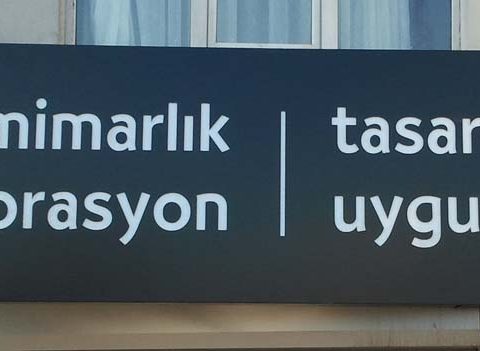 mimarlık | tasar
orasyon | uygu